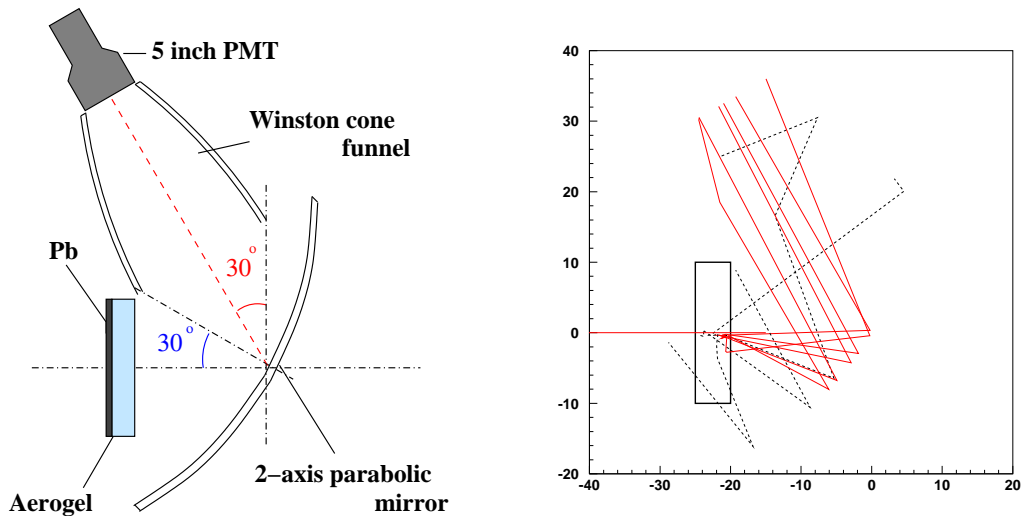 5 inch PMT
Winston cone
funnel
Pb
30°
30°
2−axis parabolic
mirror
Aerogel
40
30
20
10
0
-10
-20
-40
-30
-20
-10
0
10
20